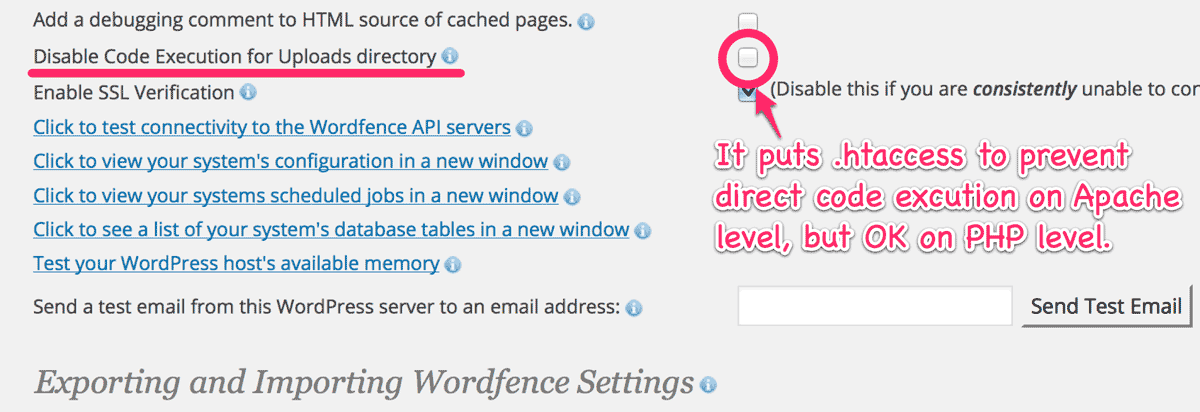 Add a debugging comment to HTML source of cached pages.
Disable Code Execution for Uploads directory
Enable SSL Verification
(Disable this if you are consistently unable to con
Click to test connectivity to the Wordfence API servers
Click to view your system's configuration in a new window
Click to view your systems scheduled jobs in a new window
Click to see a list of your system's database tables in a new window
Test your WordPress host's available memory
It puts .htaccess to prevent
direct code excution on Apache
level, but OK on PHP level.
Send a test email from this WordPress server to an email address:
Send Test Email
Exporting and Importing Wordfence Settings